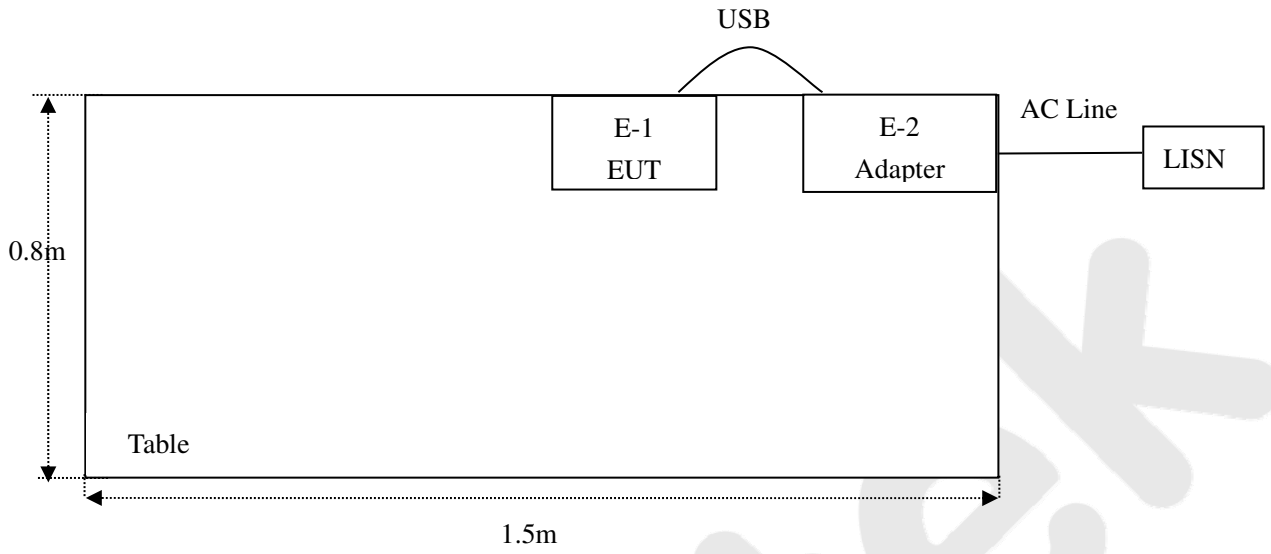 USB
E-1
EUT
E-2
Adapter
AC Line
LISN
0.8m
Table
1.5m